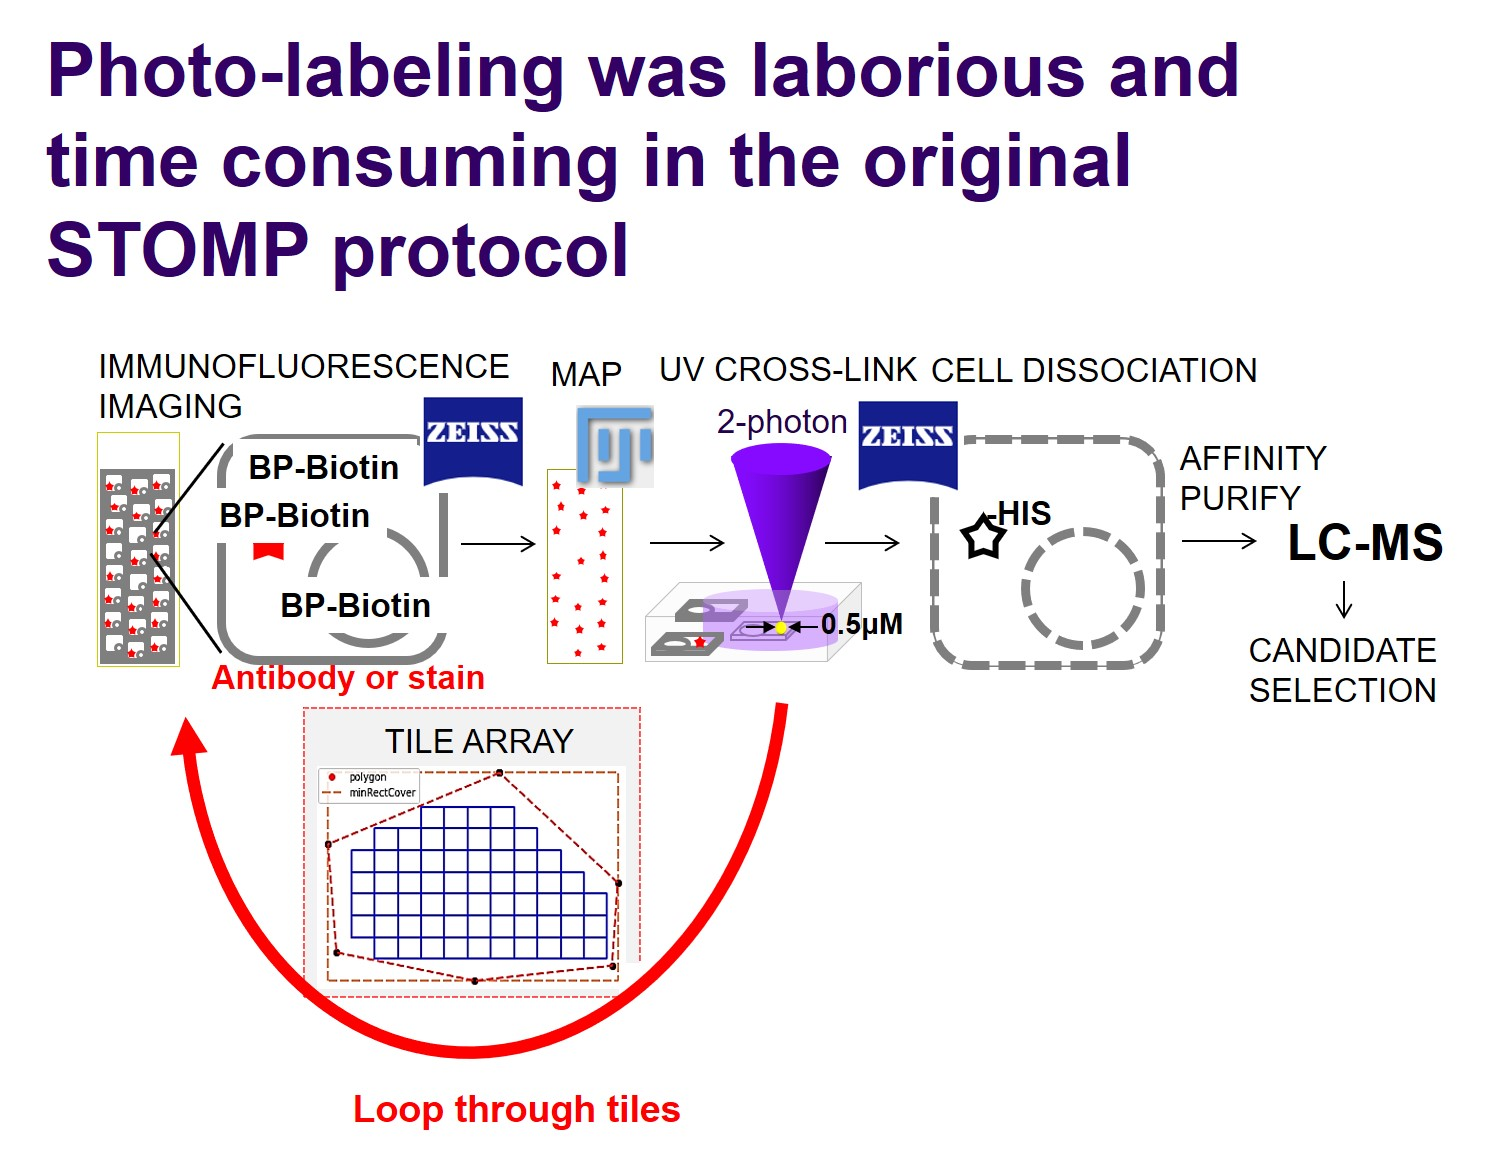 Photo-labeling was laborious and
time consuming in the original
STOMP protocol
IMMUNOFLUORESCENCE
IMAGING
MAP
UV CROSS-LINK
CELL DISSOCIATION
ZEISS
2-photon
ZEISS
BP-Biotin
BP-Biotin
BP-Biotin
Antibody or stain
0.5µM
-HIS
AFFINITY
PURIFY
LC-MS
CANDIDATE
SELECTION
TILE ARRAY
polygon
minRectCover
Loop through tiles